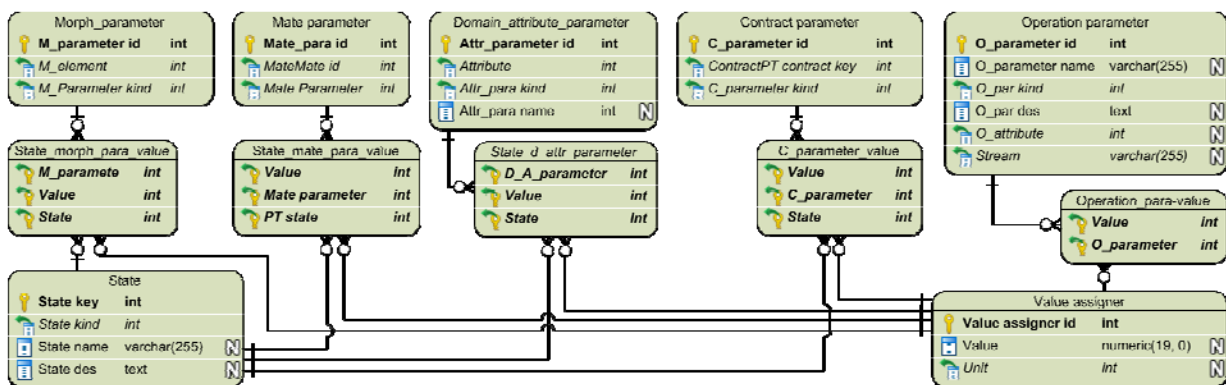 Morph_parameter
M_parameter id int
M_element int
M_Parameter kind int
Mate parameter
Mate_para id int
MateMate id int
Mate Parameter int
Domain_attribute_parameter
Attr_parameter id int
Attribute int
Attr_para kind int
Attr_para name int N
Contract parameter
C_parameter id int
ContractPT contract key int
C_parameter kind int
Operation parameter
O_parameter id int
O_parameter name varchar(255) N
O_par kind int
O_par des text N
O_attribute int N
Stream varchar(255) N
State_morph_para_value
M_paramete int
Value int
State int
State_mate_para_value
Value int
Mate parameter int
PT state int
State_d_attr_parameter
D_A_parameter int
Value int
State int
C_parameter_value
Value int
C_parameter int
State int
Operation_para-value
Value int
O_parameter int
State
State key int
State kind int
State name varchar(255) N
State des text N
Value assigner
Value assigner id int
Value numeric(19, 0) N
Unit int N